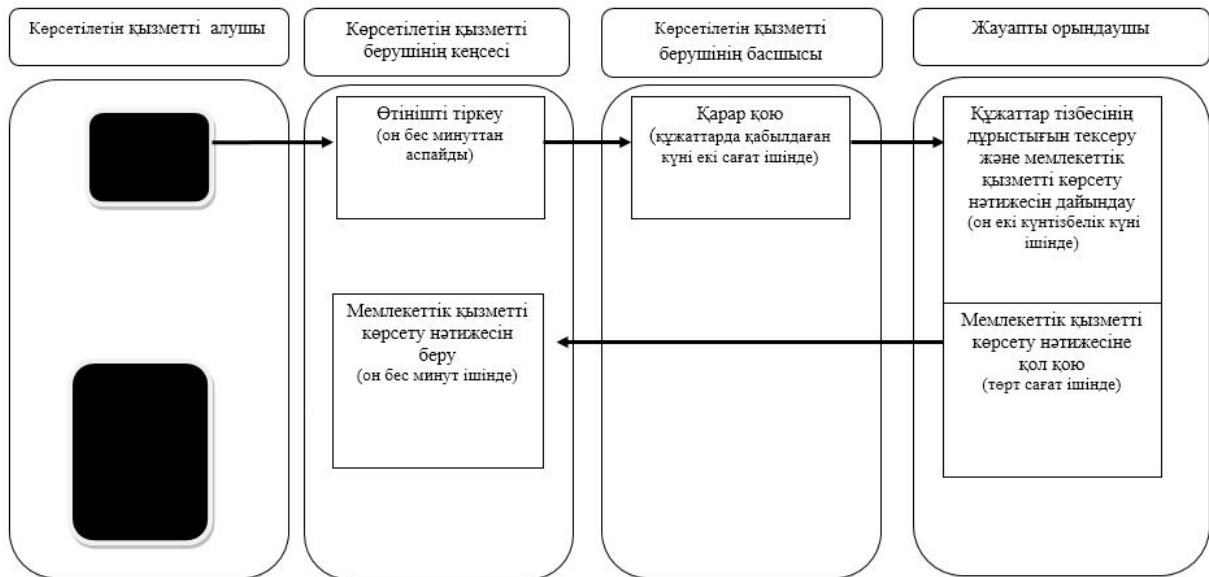 Көрсетілетін қызметті алушы
Көрсетілетін қызметті
берушінің кеңсесі
Көрсетілетін қызметті
берушінің басшысы
Жауапты орындаушы
Өтінішті тіркеу
(он бес минуттан
аспайды)
Қарар қою
(құжаттарда қабылдаған
күні екі сағат ішінде)
Құжаттар тізбесінің
дұрыстығын тексеру
және мемлекеттік
қызметті көрсету
нәтижесін дайындау
(он екі күнтізбелік күні
ішінде)
Мемлекеттік қызметті
көрсету нәтижесін
беру
(он бес минут ішінде)
Мемлекеттік қызметті
көрсету нәтижесіне
қол қою
(төрт сағат ішінде)